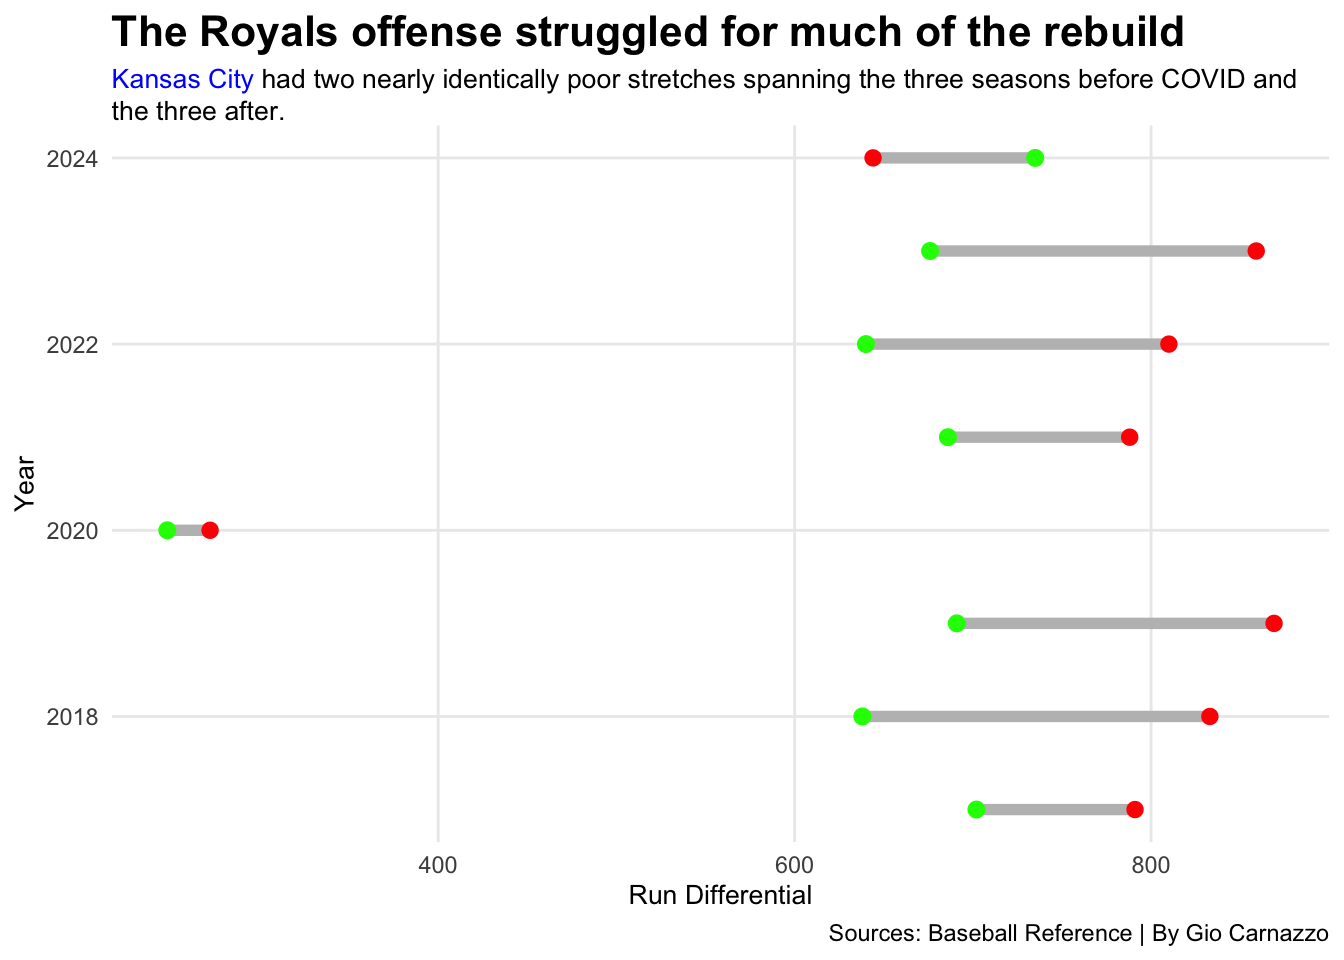 The Royals offense struggled for much of the rebuild
Kansas City had two nearly identically poor stretches spanning the three seasons before COVID and
the three after.
2024
2022
2020
2018
Year
400 600 800
Run Differential
Sources: Baseball Reference | By Gio Carnazzo